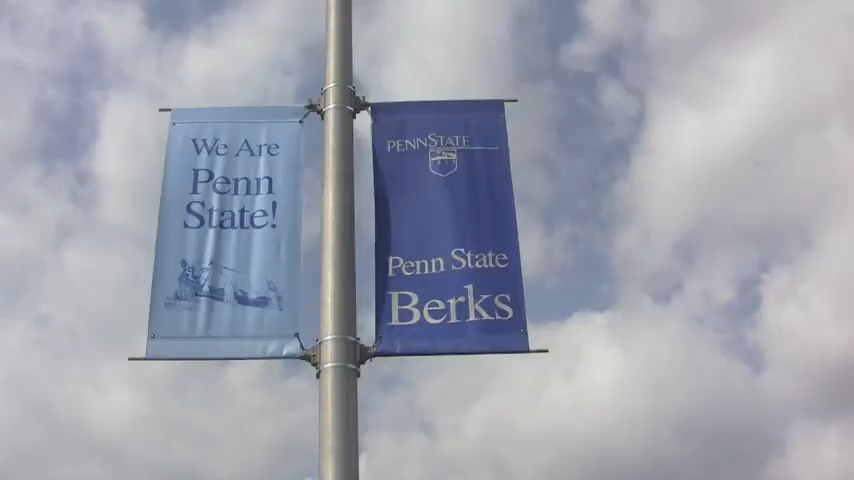 We Are
Penn
State!
PENNSTATE
Penn State
Berks